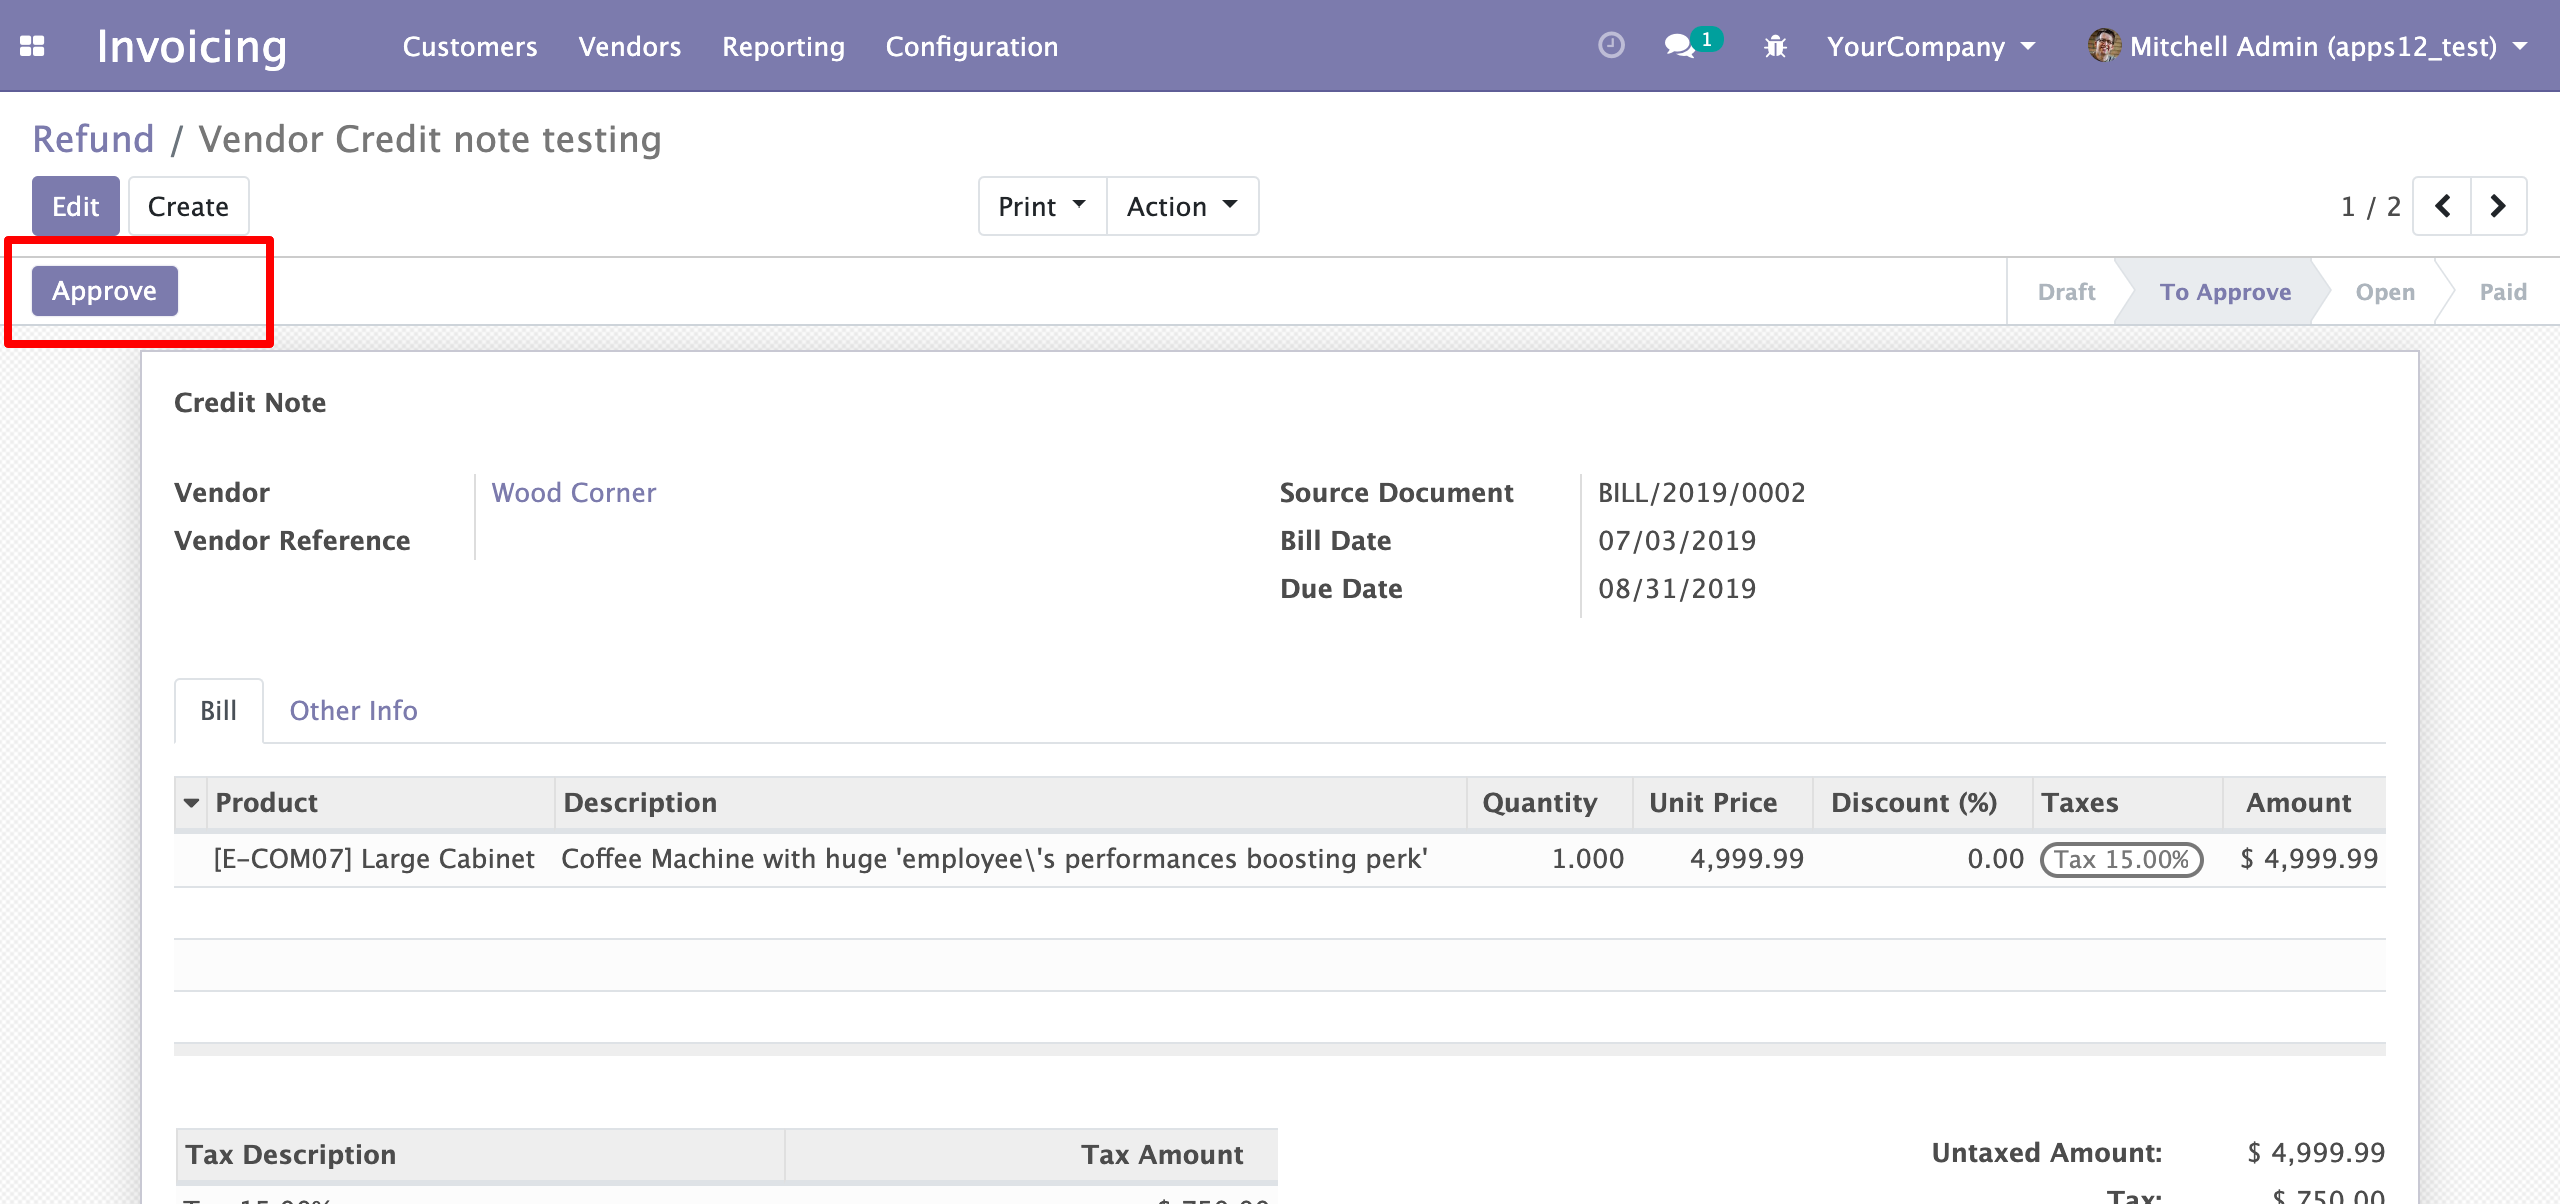 Invoicing Customers Vendors Reporting Configuration 1 YourCompany Mitchell Admin (apps12_test)
Refund / Vendor Credit note testing
Edit Create Print Action 1 / 2
Approve Draft To Approve Open Paid
Credit Note
Vendor Wood Corner Source Document BILL/2019/0002
Vendor Reference Bill Date 07/03/2019
Due Date 08/31/2019
Bill Other Info
Product Description Quantity Unit Price Discount (%) Taxes Amount
[E-COM07] Large Cabinet Coffee Machine with huge 'employee\'s performances boosting perk' 1.000 4,999.99 0.00 Tax 15.00% $ 4,999.99
Tax Description Tax Amount Untaxed Amount: $ 4,999.99
Tax 15.00% $ 750.00 Tax: $ 750.00